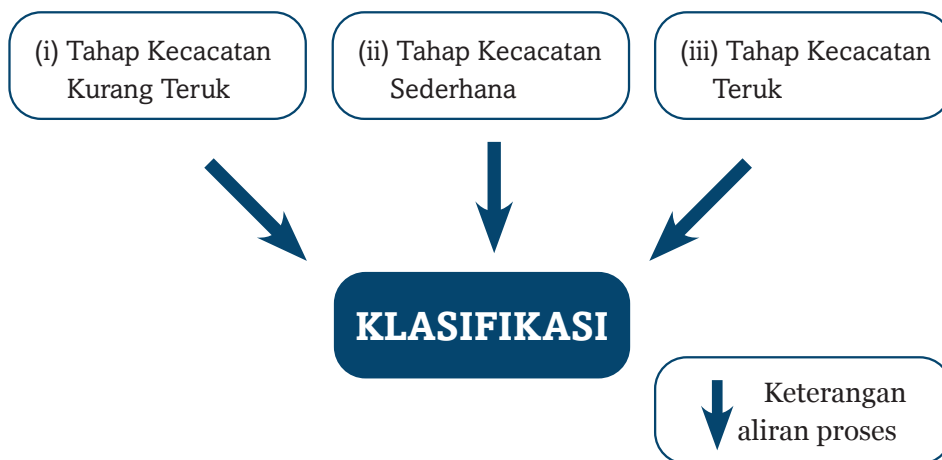 (i) Tahap Kecacatan
Kurang Teruk
(ii) Tahap Kecacatan
Sederhana
(iii) Tahap Kecacatan
Teruk
KLASIFIKASI
Keterangan
aliran proses